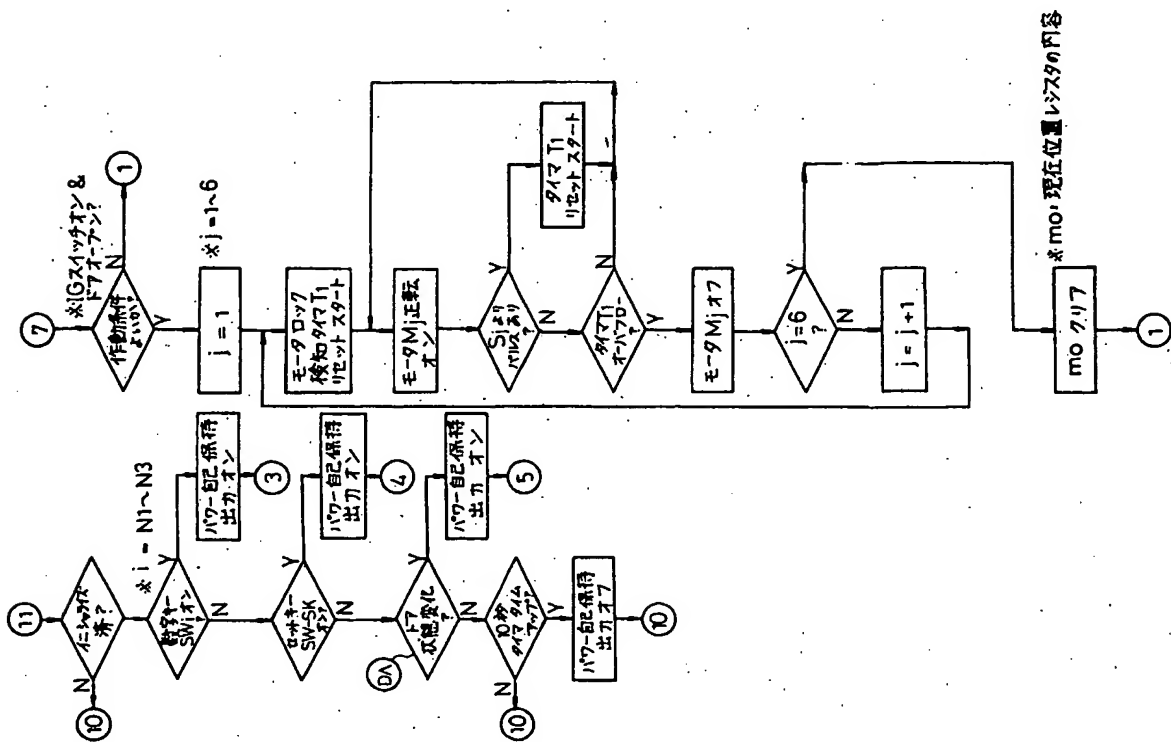 11
イニシャライズ
済?
N
10
※ i = N1~N3
数字キー
SWiオン
?
Y
N
パワー自己保持
出力オン
3
セットキー
SW-SK
オン?
Y
N
パワー自己保持
出力オン
4
DA
ドア
状態変化
?
Y
N
パワー自己保持
出力オン
5
10秒
タイマタイム
アップ?
N
10
Y
パワー自己保持
出力オフ
10
7
※IGスイッチオン&
ドアオープン?
作動条件
よいか?
N
1
Y
※j=1~6
j = 1
モータロック
検知タイマT1
リセットスタート
モータMj正転
オン
Sjより
パルスあり
?
Y
N
タイマT1
リセットスタート
タイマT1
オーバフロー
?
N
Y
モータMjオフ
j=6
?
Y
N
j = j + 1
※mo:現在位置レジスタの内容
moクリア
1